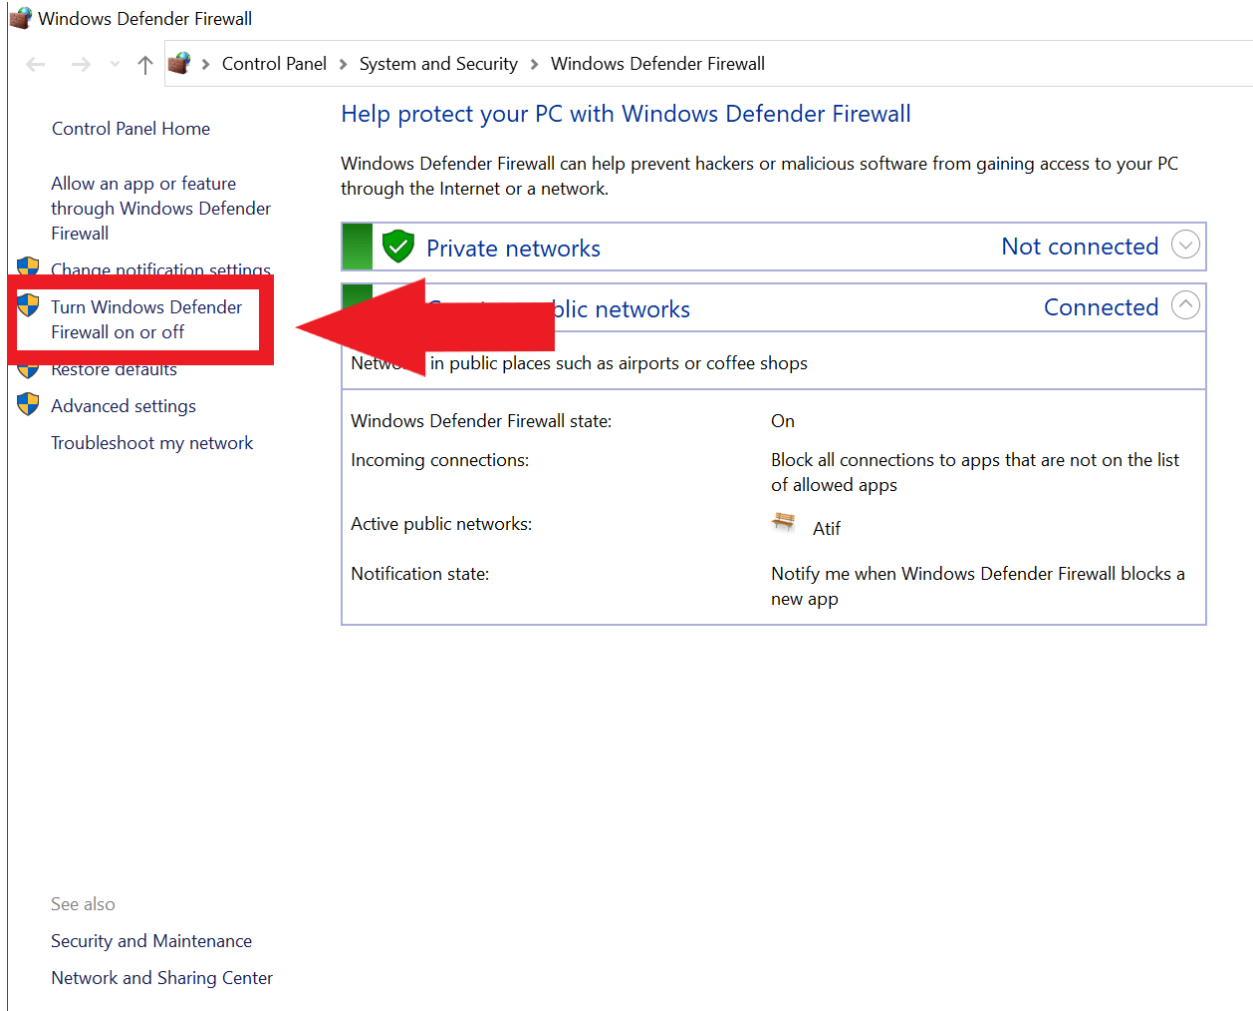 Windows Defender Firewall
Control Panel > System and Security > Windows Defender Firewall
Control Panel Home
Allow an app or feature
through Windows Defender
Firewall
Change notification settings
Turn Windows Defender
Firewall on or off
Restore defaults
Advanced settings
Troubleshoot my network
See also
Security and Maintenance
Network and Sharing Center
Help protect your PC with Windows Defender Firewall
Windows Defender Firewall can help prevent hackers or malicious software from gaining access to your PC
through the Internet or a network.
Private networks
Not connected
networks
Connected
in public places such as airports or coffee shops
Windows Defender Firewall state:
On
Incoming connections:
Block all connections to apps that are not on the list
of allowed apps
Active public networks:
Atif
Notification state:
Notify me when Windows Defender Firewall blocks a
new app